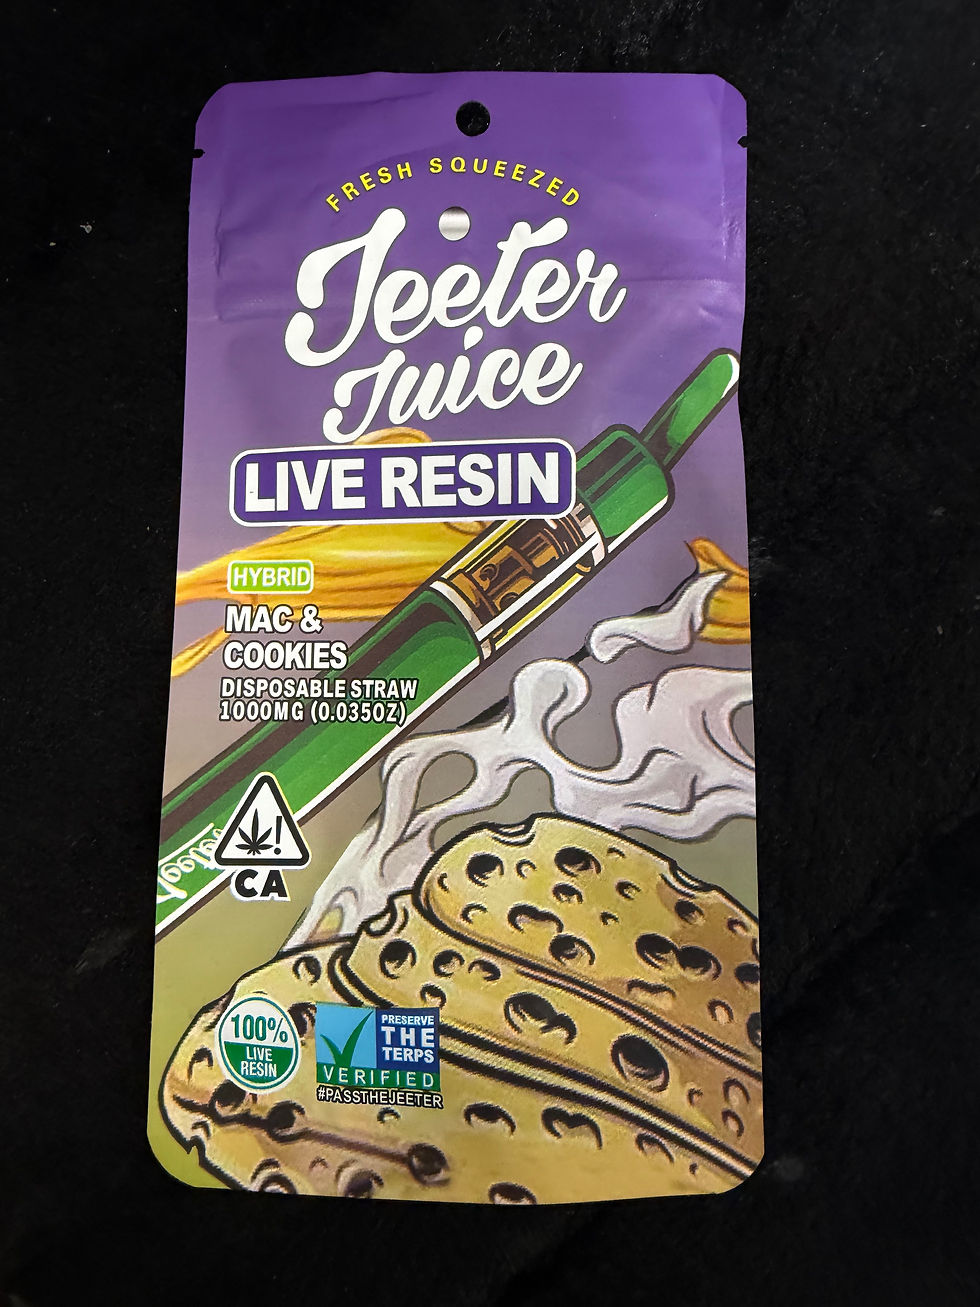 FRESH SQUEEZED
Jeeter
Juice
LIVE RESIN
HYBRID
MAC &
COOKIES
DISPOSABLE STRAW
1000MG (0.035OZ)
CA
100%
LIVE
RESIN
PRESERVE
THE
TERPS
VERIFIED
#PASSTHEJEETER